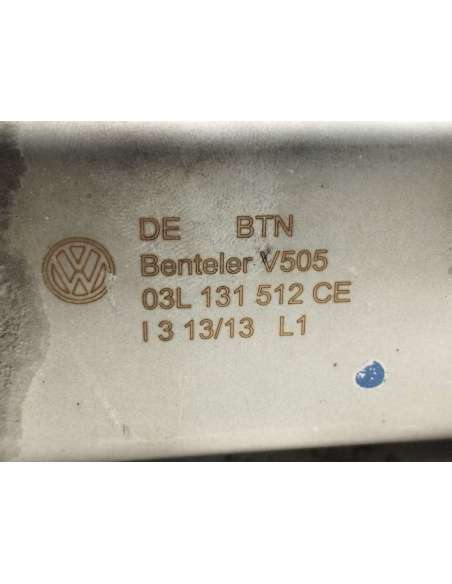 DE BTN
Benteler V505
03L 131 512 CE
I 3 13/13 L1